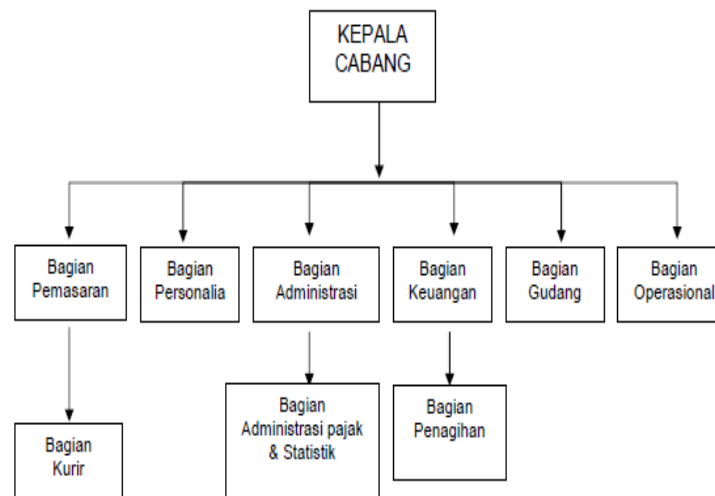 KEPALA
CABANG
Bagian
Pemasaran
Bagian
Personalia
Bagian
Administrasi
Bagian
Keuangan
Bagian
Gudang
Bagian
Operasional
Bagian
Kurir
Bagian
Administrasi pajak
& Statistik
Bagian
Penagihan